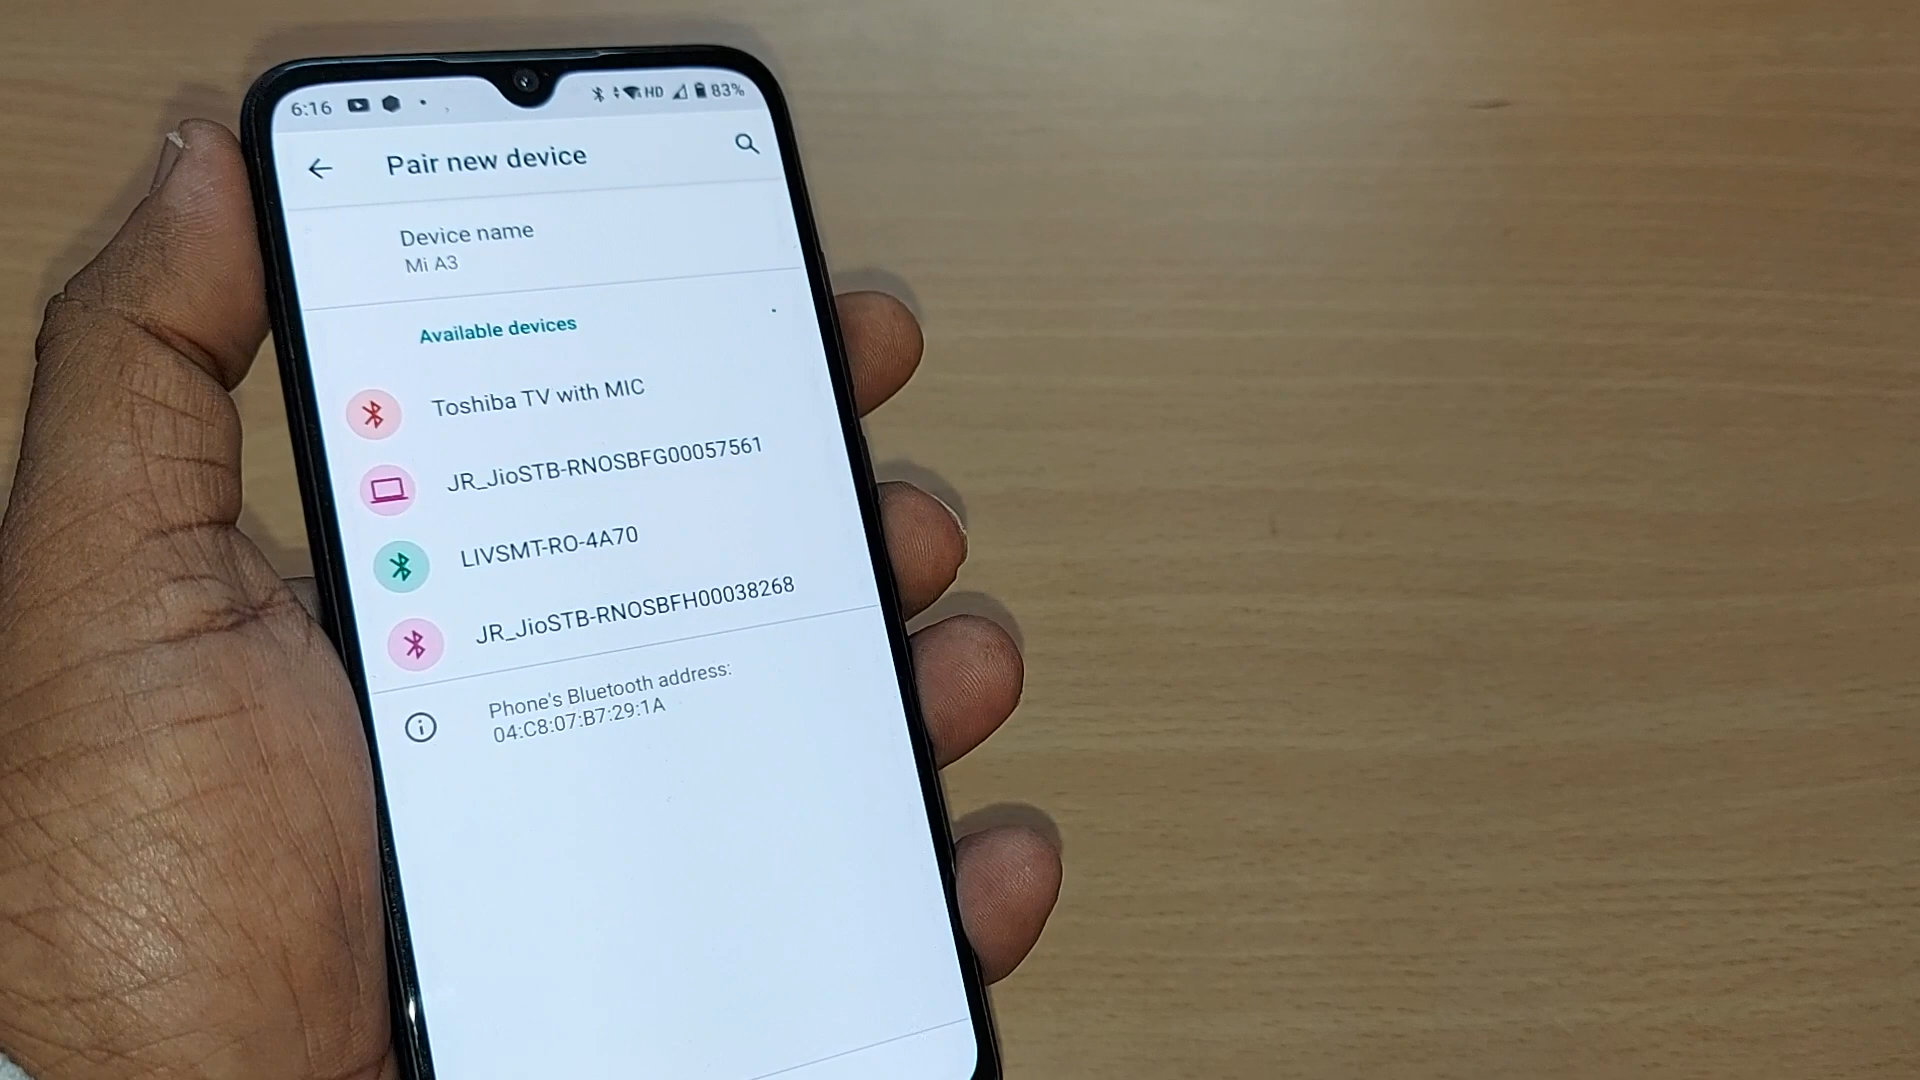 6:16 HD 83%
Pair new device
Device name
Mi A3
Available devices
Toshiba TV with MIC
JR_JioSTB-RNOSBFG00057561
LIVSMT-RO-4A70
JR_JioSTB-RNOSBFH00038268
Phone's Bluetooth address:
04:C8:07:B7:29:1A